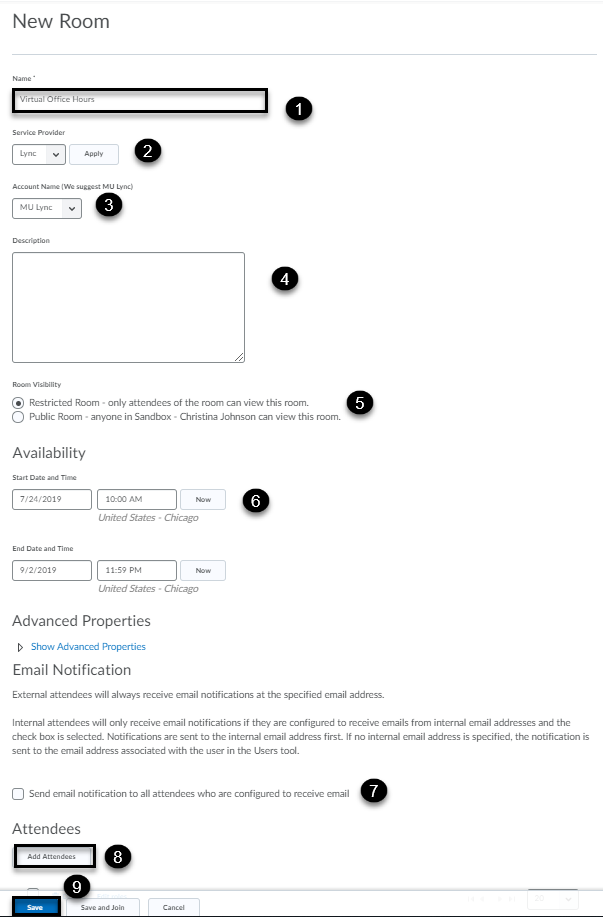 New Room
Name *
Virtual Office Hours
1
Service Provider
Lync Apply
2
Account Name (We suggest MU Lync)
MU Lync
3
Description
4
Room Visibility
Restricted Room - only attendees of the room can view this room.
5
Public Room - anyone in Sandbox - Christina Johnson can view this room.
Availability
Start Date and Time
7/24/2019 10:00 AM Now
6
United States - Chicago
End Date and Time
9/2/2019 11:59 PM Now
United States - Chicago
Advanced Properties
Show Advanced Properties
Email Notification
External attendees will always receive email notifications at the specified email address.
Internal attendees will only receive email notifications if they are configured to receive emails from internal email addresses and the
check box is selected. Notifications are sent to the internal email address first. If no internal email address is specified, the notification is
sent to the email address associated with the user in the Users tool.
Send email notification to all attendees who are configured to receive email
7
Attendees
Add Attendees
8
9
20
Save Save and Join Cancel